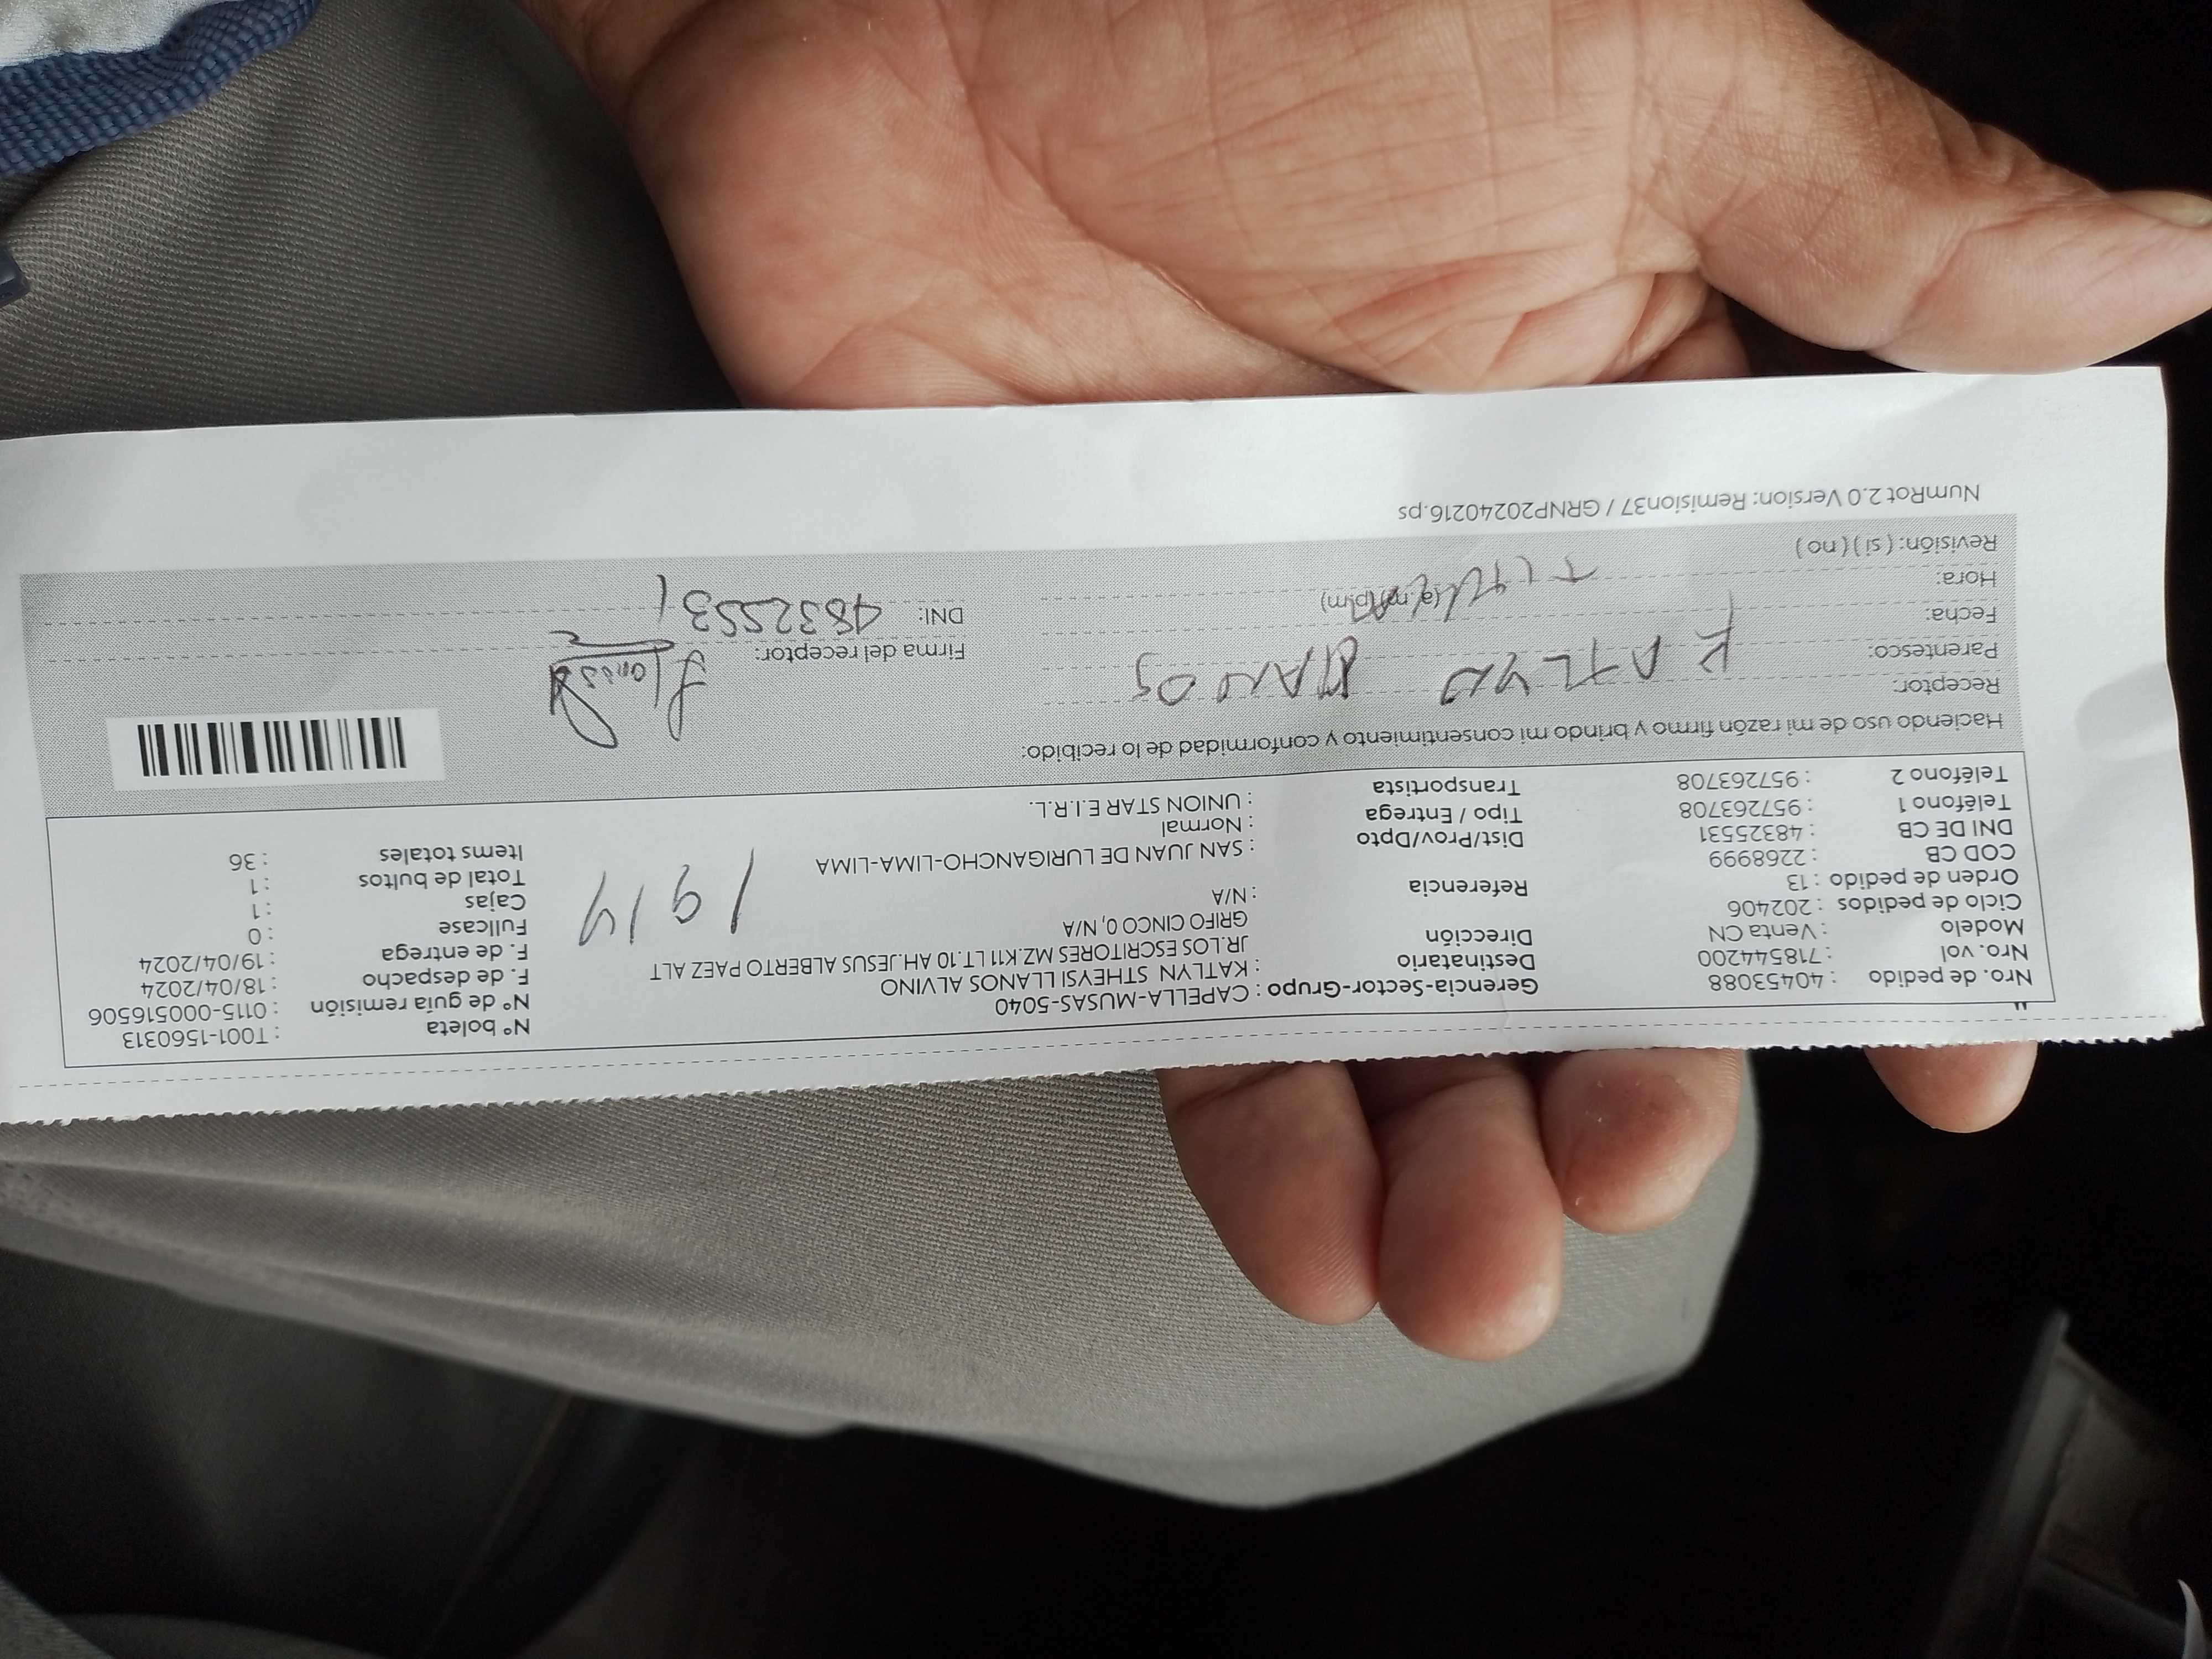 Nro. de pedido : 40453088
Nro. vol : 718544200
Modelo : Venta CN
Ciclo de pedidos : 202406
Orden de pedido : 13
COD CB : 2268999
DNI DE CB : 48325531
Teléfono 1 : 957263708
Teléfono 2 : 957263708
Gerencia-Sector-Grupo : CAPELLA-MUSAS-5040
Destinatario : KATLYN STHEYSI LLANOS ALVINO
Dirección JR.LOS ESCRITORES MZ.K11 LT.10 AH.JESUS ALBERTO PAEZ ALT
GRIFO CINCO 0, N/A
Referencia : N/A
Dist/Prov/Dpto : SAN JUAN DE LURIGANCHO-LIMA-LIMA
Tipo / Entrega : Normal
Transportista : UNION STAR E.I.R.L.
N° boleta : T001-1560313
N° de guía remisión : 0115-000516506
F. de despacho : 18/04/2024
F. de entrega : 19/04/2024
Fullcase : 0
Cajas : 1
Total de bultos : 1
Items totales : 36
1914
Haciendo uso de mi razón firmo y brindo mi consentimiento y conformidad de lo recibido:
Receptor: KATLYN LLANOS
Parentesco:
Fecha:
Hora: (a.m) (p.m)
Titular
Revisión: ( si ) ( no )
Firma del receptor:
DNI: 48325531
NumRot 2.0 Version: Remision37 / GRNP20240216.ps